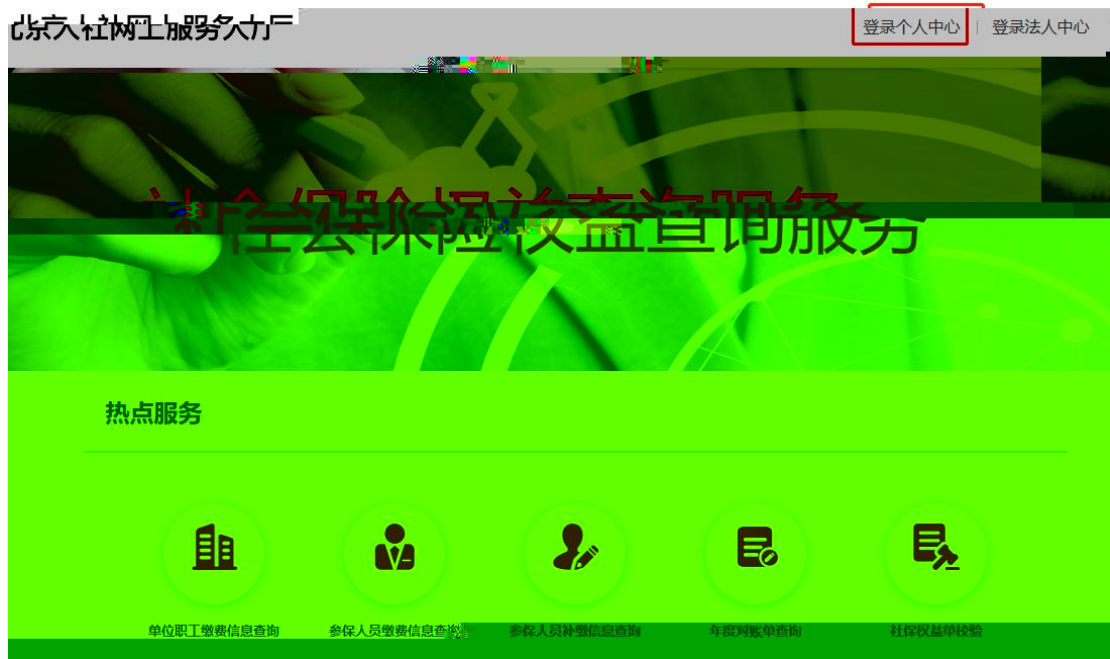 北京人社网上服务大厅
登录个人中心 | 登录法人中心
社会保险权益查询服务
热点服务
单位职工缴费信息查询
参保人员缴费信息查询
参保人员补缴信息查询
年度对账单查询
社保权益单校验